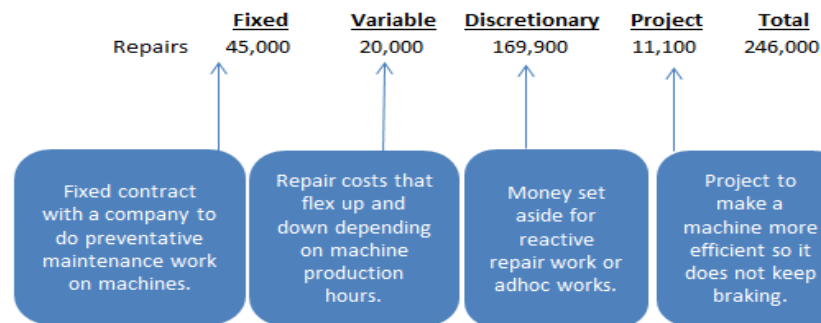 Fixed Variable Discretionary Project Total
Repairs 45,000 20,000 169,900 11,100 246,000
Fixed contract
with a company to
do preventative
maintenance work
on machines.
Repair costs that
flex up and
down depending
on machine
production
hours.
Money set
aside for
reactive
repair work or
adhoc works.
Project to
make a
machine more
efficient so it
does not keep
braking.